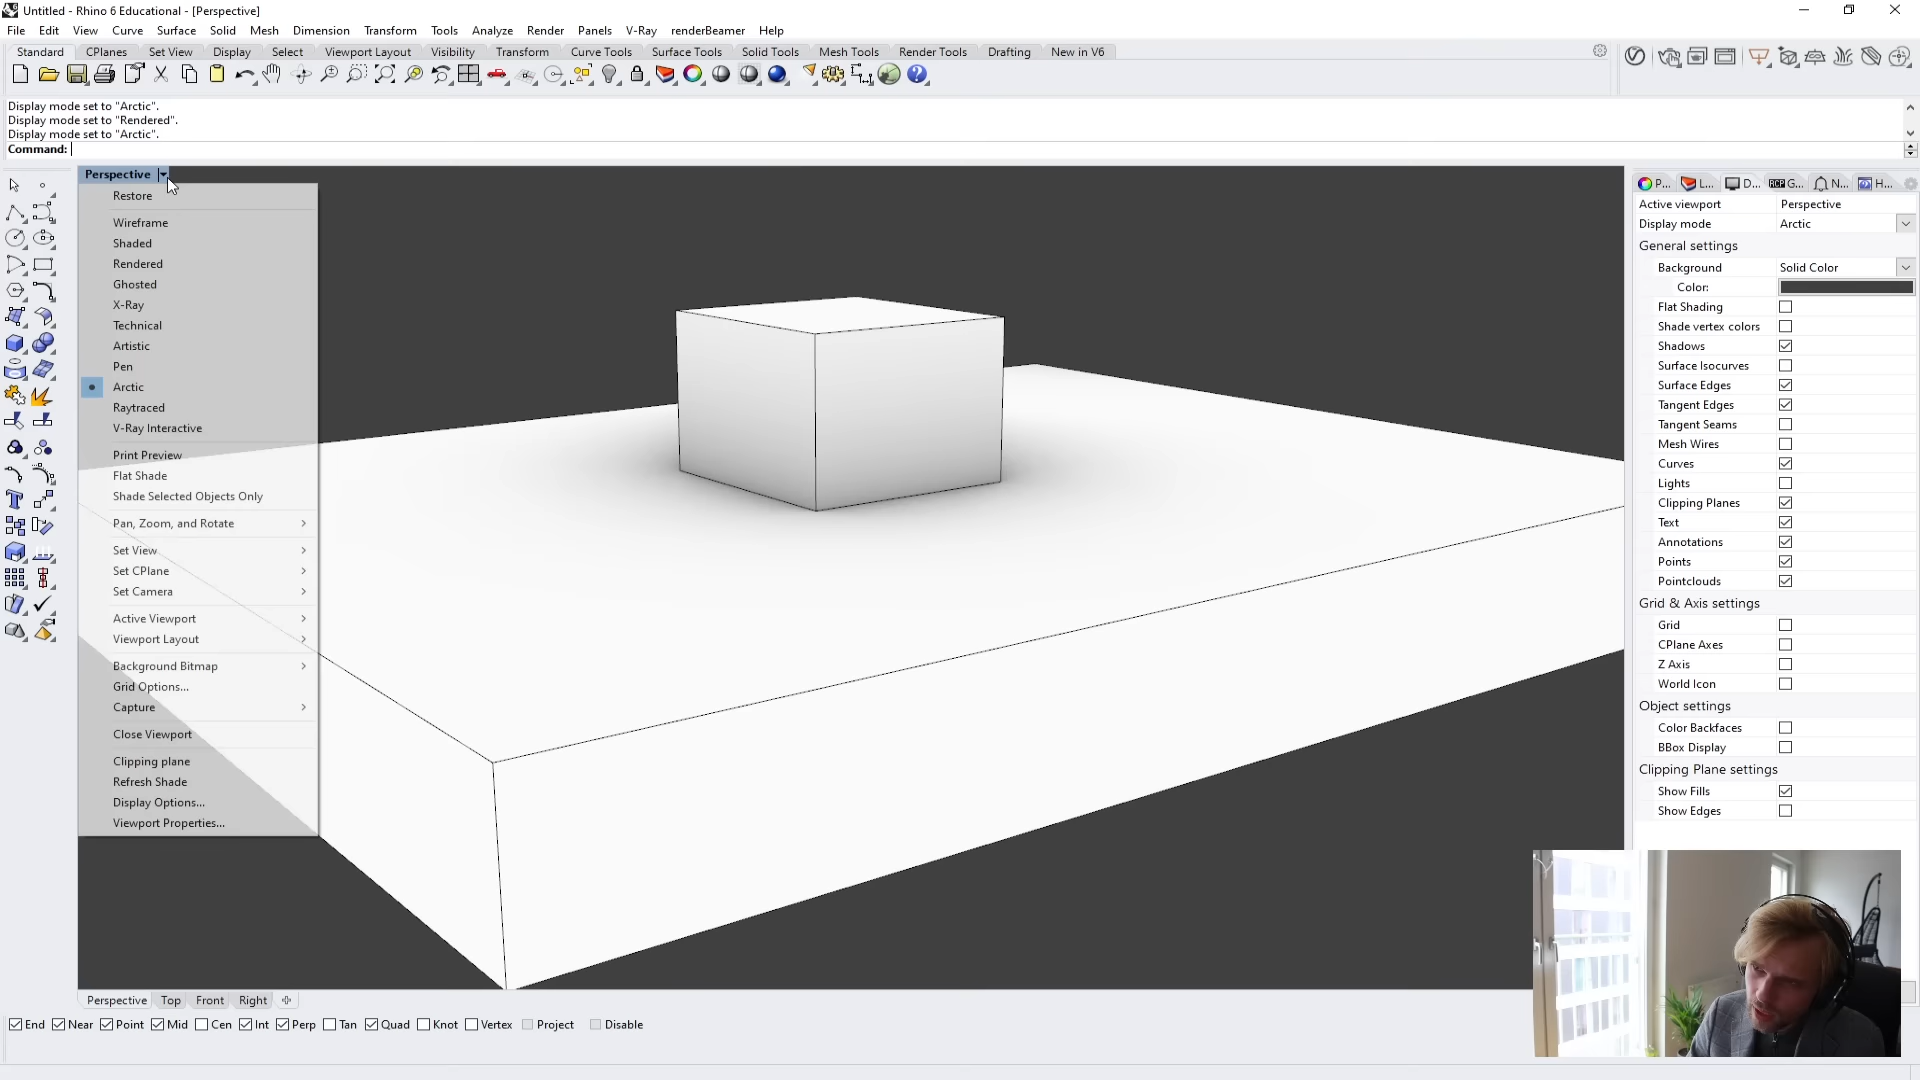 Untitled - Rhino 6 Educational - [Perspective]
File Edit View Curve Surface Solid Mesh Dimension Transform Tools Analyze Render Panels V-Ray renderBeamer Help
Standard CPlanes Set View Display Select Viewport Layout Visibility Transform Curve Tools Surface Tools Solid Tools Mesh Tools Render Tools Drafting New in V6
Display mode set to "Arctic".
Display mode set to "Rendered".
Display mode set to "Arctic".
Command:
Perspective
Restore
Wireframe
Shaded
Rendered
Ghosted
X-Ray
Technical
Artistic
Pen
Arctic
Raytraced
V-Ray Interactive
Print Preview
Flat Shade
Shade Selected Objects Only
Pan, Zoom, and Rotate
Set View
Set CPlane
Set Camera
Active Viewport
Viewport Layout
Background Bitmap
Grid Options...
Capture
Close Viewport
Clipping plane
Refresh Shade
Display Options...
Viewport Properties...
P... L... D... RCP G... N... H...
Active viewport Perspective
Display mode Arctic
General settings
Background Solid Color
Color:
Flat Shading
Shade vertex colors
Shadows
Surface Isocurves
Surface Edges
Tangent Edges
Tangent Seams
Mesh Wires
Curves
Lights
Clipping Planes
Text
Annotations
Points
Pointclouds
Grid & Axis settings
Grid
CPlane Axes
Z Axis
World Icon
Object settings
Color Backfaces
BBox Display
Clipping Plane settings
Show Fills
Show Edges
Perspective Top Front Right
End Near Point Mid Cen Int Perp Tan Quad Knot Vertex Project Disable